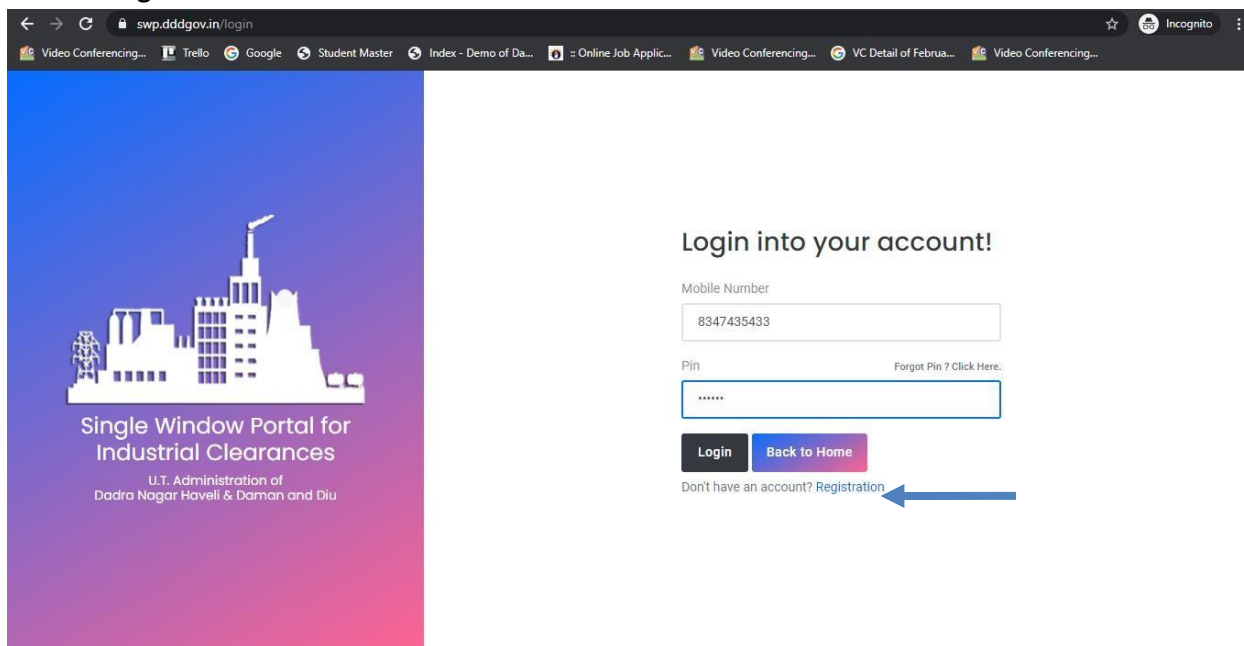 swp.dddgov.in/login
Incognito
Video Conferencing... Trello Google Student Master Index - Demo of Da... :: Online Job Applic... Video Conferencing... VC Detail of Februa... Video Conferencing...
Single Window Portal for
Industrial Clearances
U.T. Administration of
Dadra Nagar Haveli & Daman and Diu
Login into your account!
Mobile Number
8347435433
Pin Forgot Pin ? Click Here.
......
Login Back to Home
Don't have an account? Registration